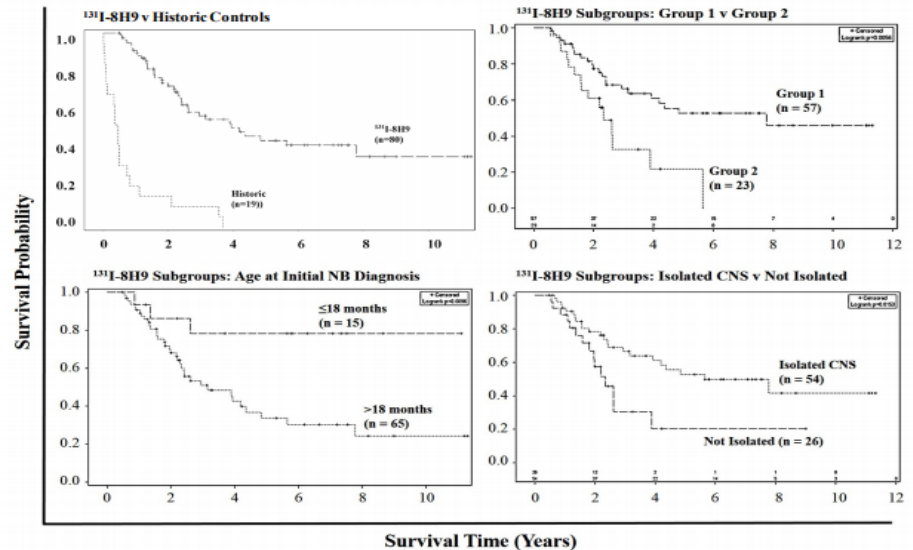 ¹³¹I-8H9 v Historic Controls
1.0
0.8
0.6
0.4
0.2
0.0
¹³¹I-8H9
(n=80)
Historic
(n=19))
0
2
4
6
8
10
¹³¹I-8H9 Subgroups: Group 1 v Group 2
+ Censored
1.0
0.8
0.6
0.4
0.2
0.0
Group 1
(n = 57)
Group 2
(n = 23)
0
2
4
6
8
10
12
¹³¹I-8H9 Subgroups: Age at Initial NB Diagnosis
+ Censored
1.0
0.8
0.6
0.4
0.2
0.0
≤18 months
(n = 15)
>18 months
(n = 65)
0
2
4
6
8
10
¹³¹I-8H9 Subgroups: Isolated CNS v Not Isolated
+ Censored
1.0
0.8
0.6
0.4
0.2
0.0
Isolated CNS
(n = 54)
Not Isolated (n = 26)
0
2
4
6
8
10
12
Survival Probability
Survival Time (Years)